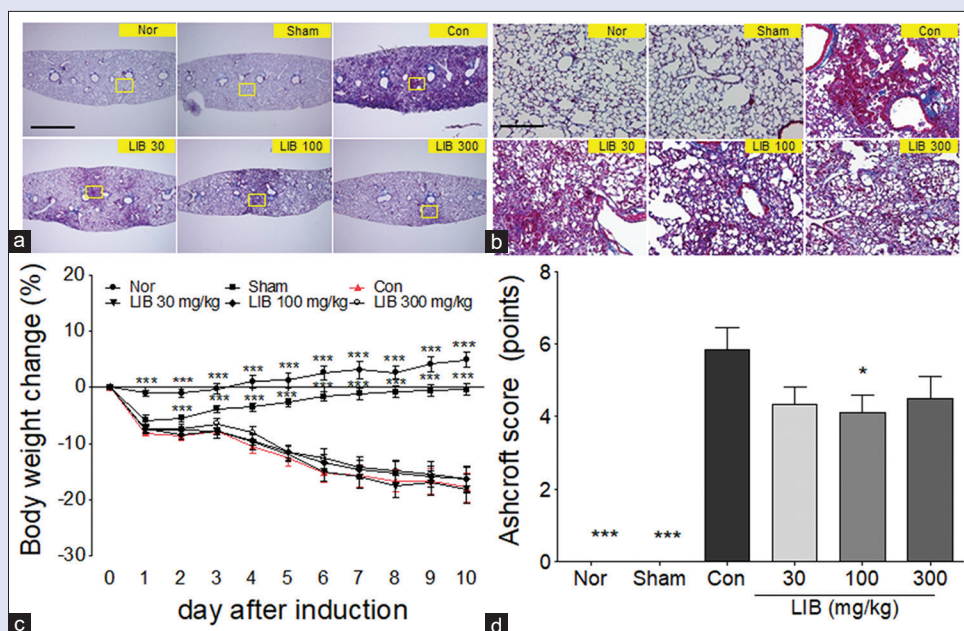 Nor Sham Con
LIB 30 LIB 100 LIB 300
a
Nor Sham Con
LIB 30 LIB 100 LIB 300
b
Body weight change (%)
20
10
0
-10
-20
-30
Nor Sham Con
LIB 30 mg/kg LIB 100 mg/kg LIB 300 mg/kg
*** *** *** *** *** *** *** *** *** ***
*** *** *** *** *** *** *** *** ***
0 1 2 3 4 5 6 7 8 9 10
day after induction
c
Ashcroft score (points)
8
6
4
2
0
*** *** *
Nor Sham Con 30 100 300
LIB (mg/kg)
d